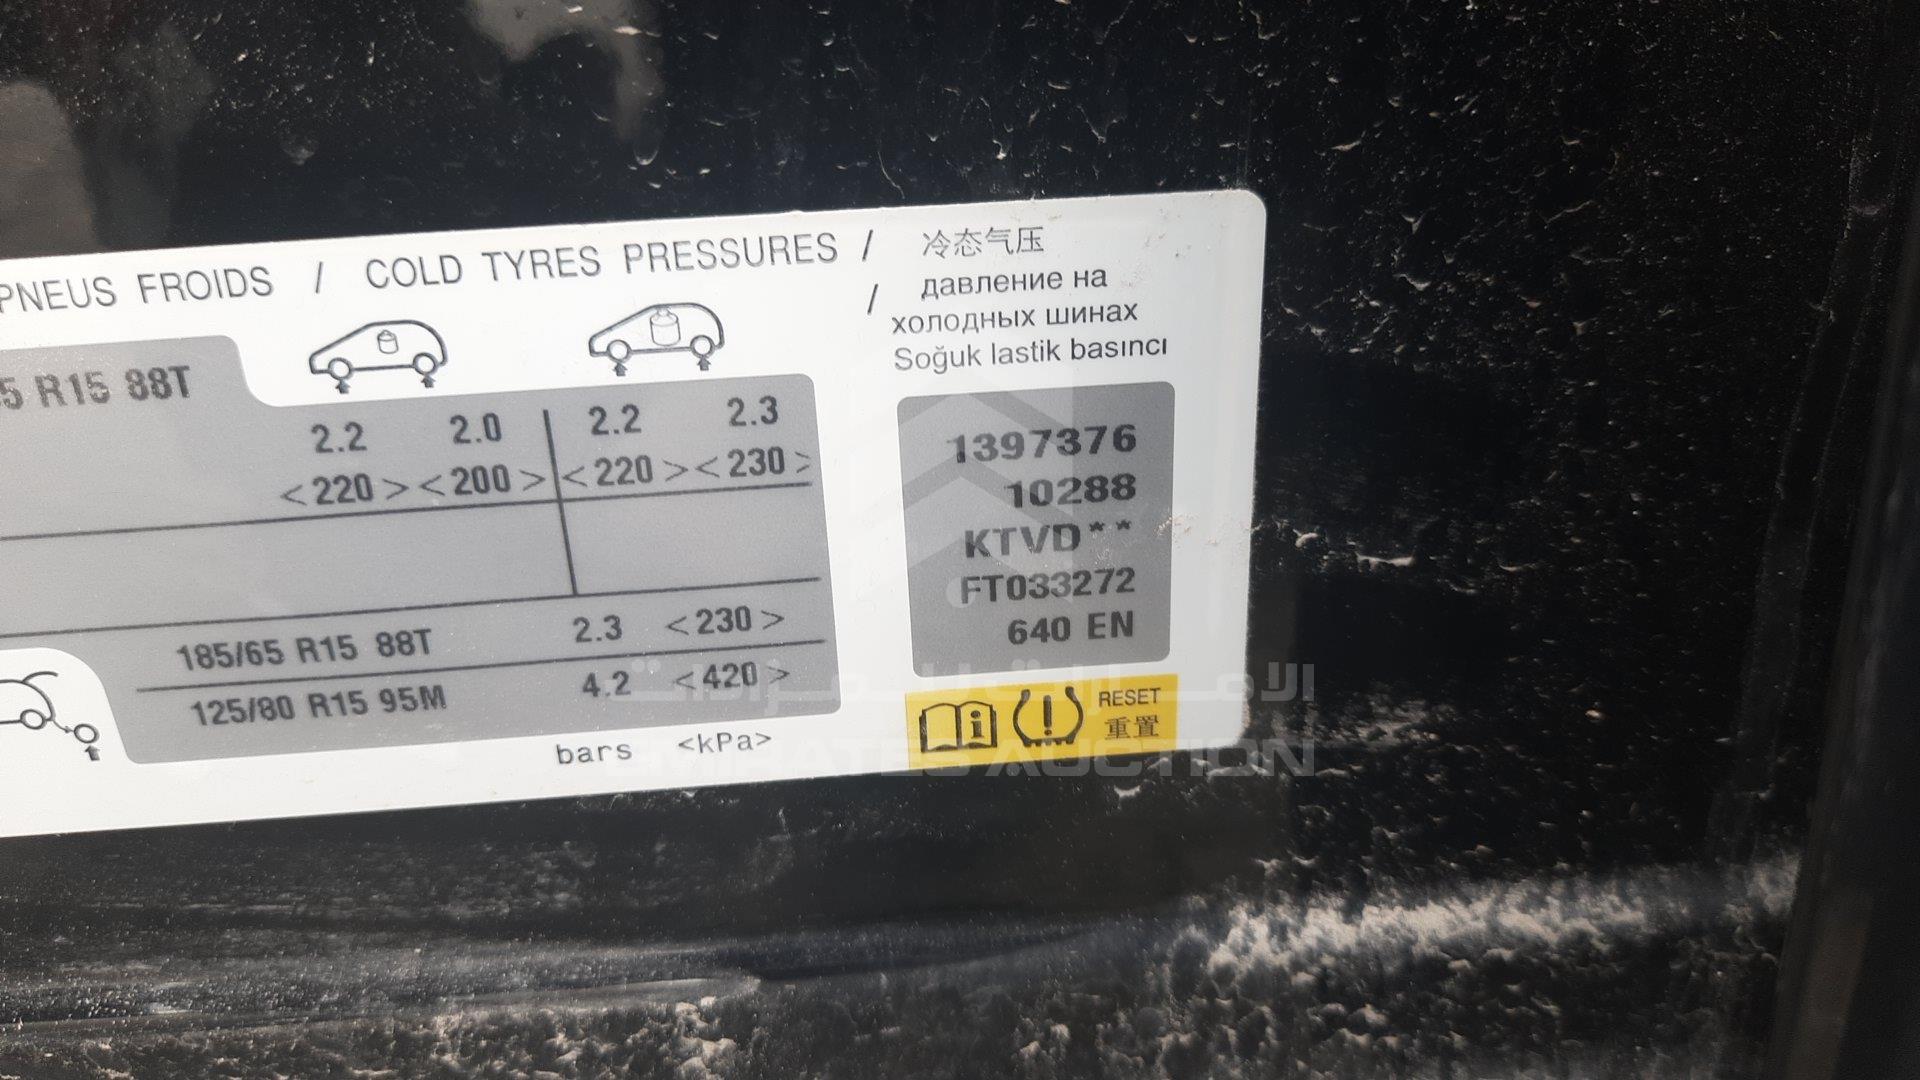 PNEUS FROIDS / COLD TYRES PRESSURES / 冷态气压
/ давление на
холодных шинах
Soğuk lastik basıncı
5 R15 88T
2.2 2.0 2.2 2.3
<220> <200> <220> <230>
185/65 R15 88T 2.3 <230>
125/80 R15 95M 4.2 <420>
bars <kPa>
1397376
10288
KTVD**
FT033272
640 EN
RESET
重置
الامارات للمزادات
EMIRATES AUCTION